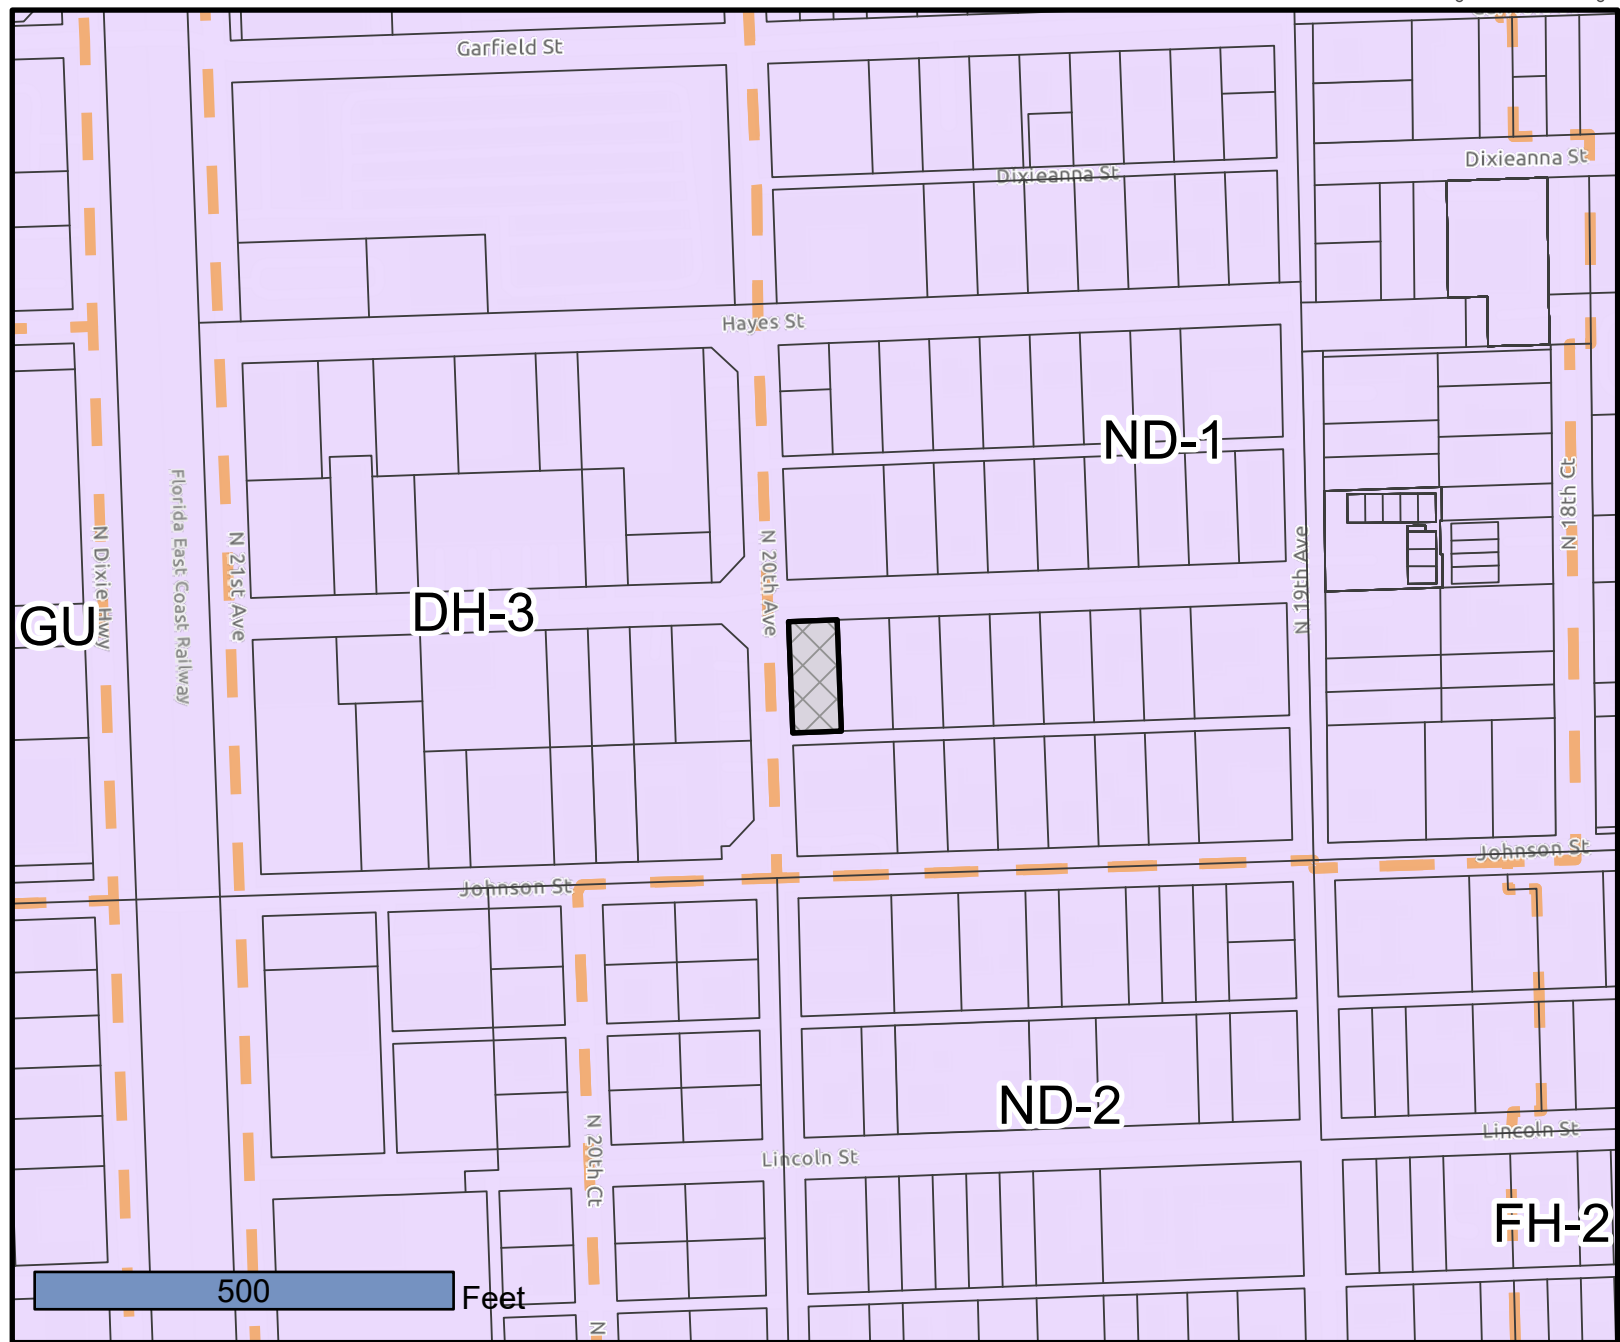 Garfield St
Dixieanna St
Dixieanna St
Hayes St
ND-1
N 18th Ct
Florida East Coast Railway
N Dixie Hwy
N 21st Ave
N 20th Ave
N 19th Ave
GU
DH-3
Johnson St
Johnson St
ND-2
N 20th Ct
Lincoln St
Lincoln St
FH-2
500
Feet
N